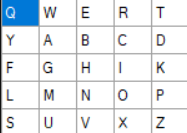 Q W E R T
Y A B C D
F G H I K
L M N O P
S U V X Z